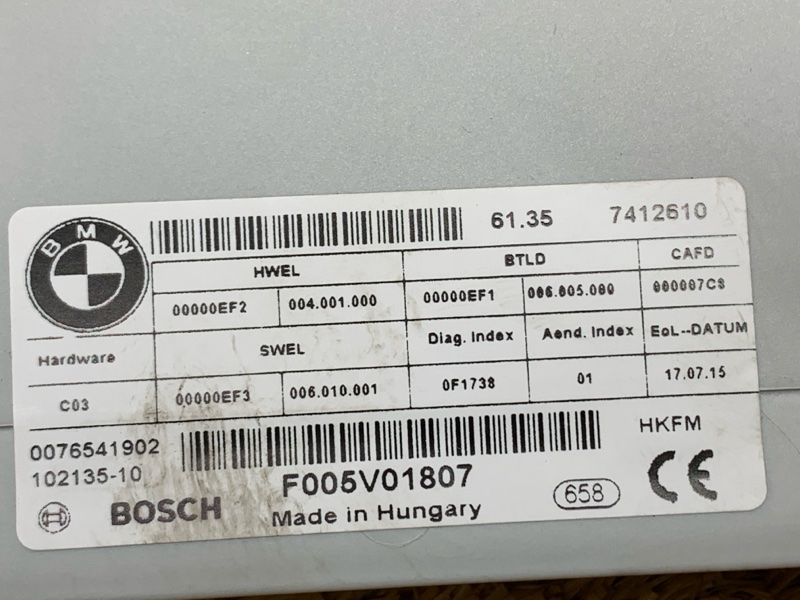 BMW
61.35 7412610
HWEL BTLD CAFD
00000EF2 004.001.000 00000EF1 006.005.000 000007C8
Hardware SWEL Diag. Index Aend. Index EoL--DATUM
C03 00000EF3 006.010.001 0F1738 01 17.07.15
0076541902 HKFM
102135-10 F005V01807
BOSCH Made in Hungary 658 CE